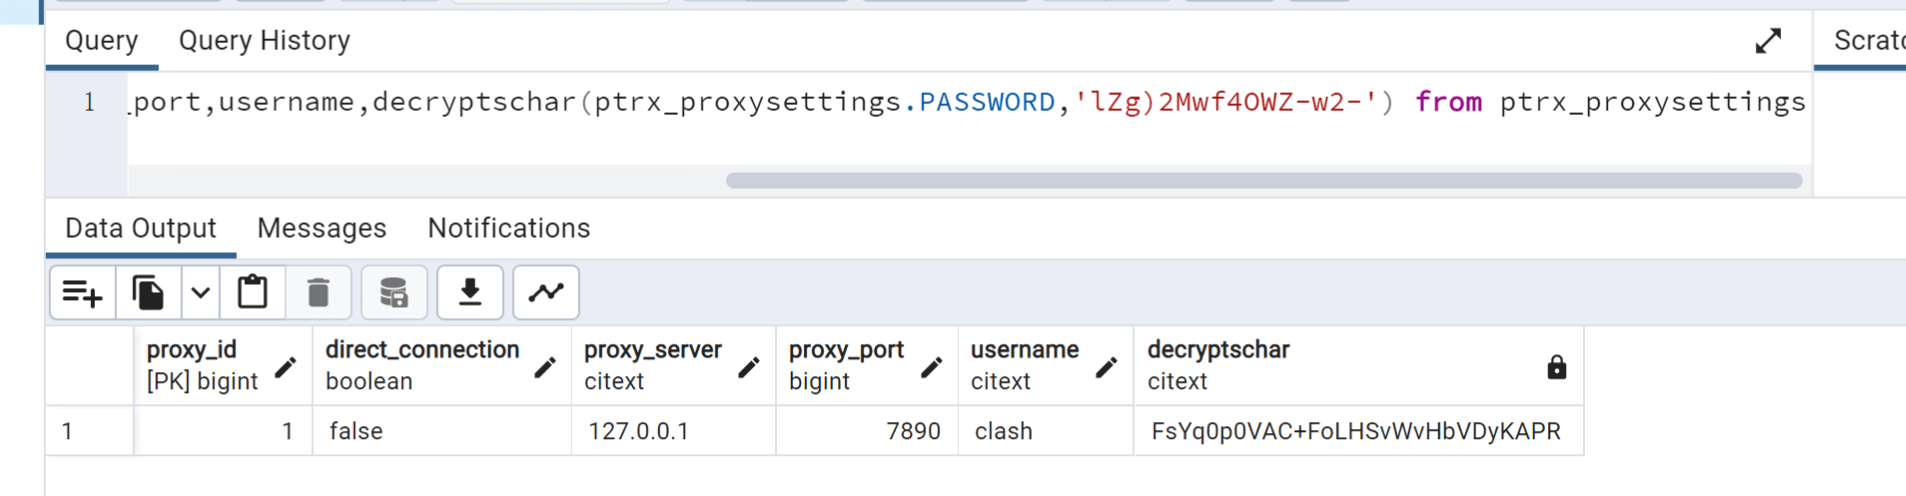 Query Query History Scratc
1 _port,username,decryptschar(ptrx_proxysettings.PASSWORD,'lZg)2Mwf4OWZ-w2-') from ptrx_proxysettings
Data Output Messages Notifications
proxy_id direct_connection proxy_server proxy_port username decryptschar
[PK] bigint boolean citext bigint citext citext
1 1 false 127.0.0.1 7890 clash FsYq0p0VAC+FoLHSvWvHbVDyKAPR